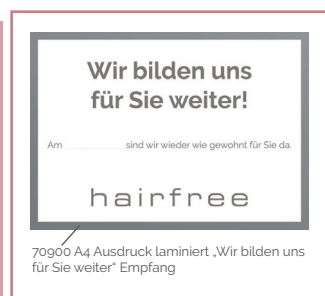 Wir bilden uns
für Sie weiter!
Am ______________ sind wir wieder wie gewohnt für Sie da.
hairfree
70900 A4 Ausdruck laminiert „Wir bilden uns
für Sie weiter“ Empfang